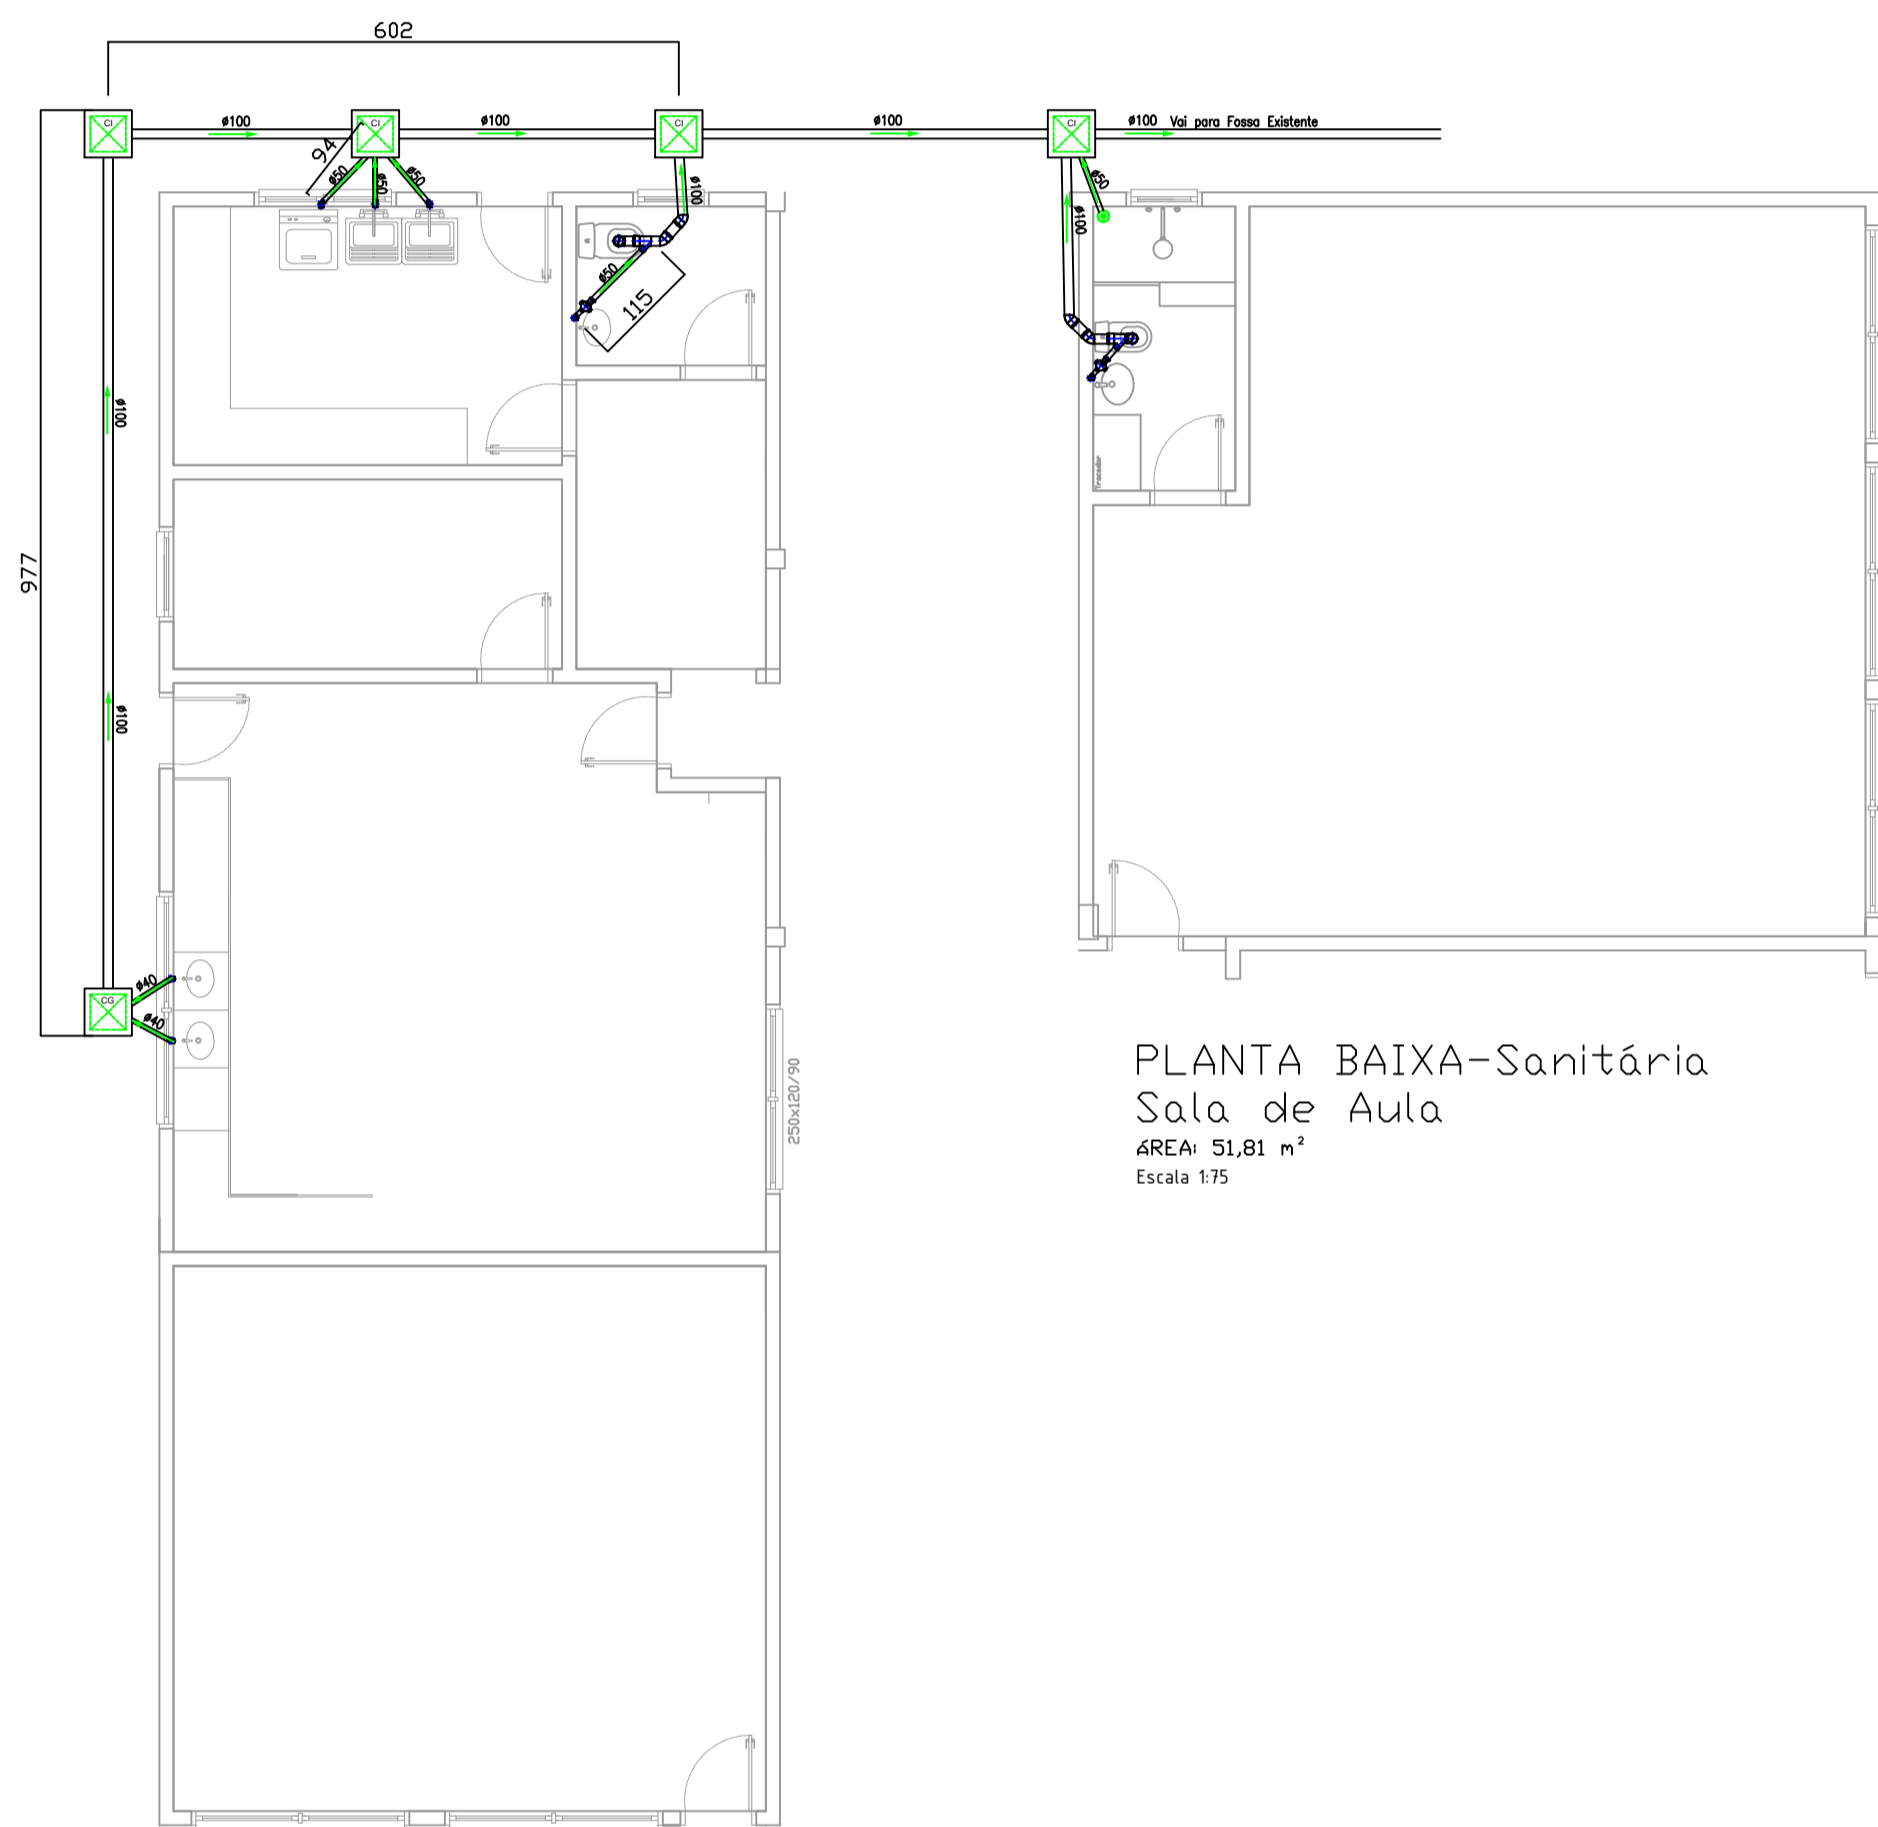 602
CI
ø100
CI
ø100
CI
ø100
CI
ø100 Vai para Fossa Existente
94
ø50
ø50
ø50
ø100
ø50
115
ø50
ø100
977
ø100
ø100
Trocador
ø40
CG
ø40
250x120/90
PLANTA BAIXA-Sanitária
Sala de Aula
ÁREA: 51,81 m²
Escala 1:75